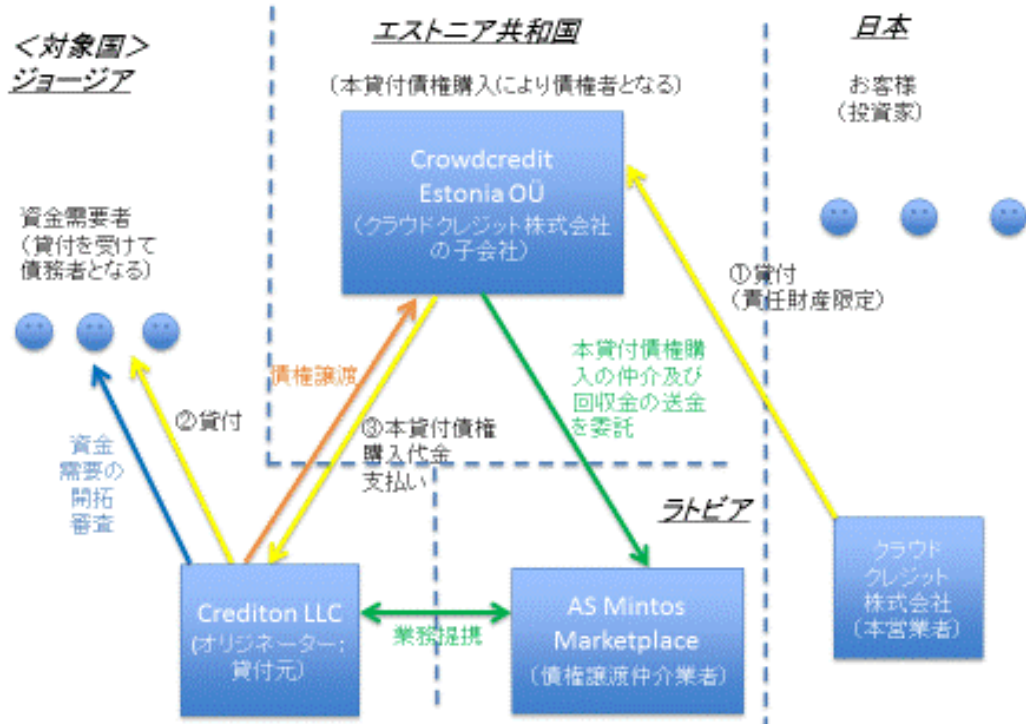 ＜対象国＞
ジョージア
エストニア共和国
(本貸付債権購入により債権者となる)
日本
お客様
(投資家)
Crowdcredit
Estonia OÜ
(クラウドクレジット株式会社
の子会社)
資金需要者
(貸付を受けて
債務者となる)
①貸付
(責任財産限定)
債権譲渡
本貸付債権購
入の仲介及び
回収金の送金
を委託
②貸付
③本貸付債権
購入代金
支払い
資金
需要の
開拓
審査
ラトビア
Crediton LLC
(オリジネーター:
貸付元)
業務提携
AS Mintos
Marketplace
(債権譲渡仲介業者)
クラウド
クレジット
株式会社
(本営業者)